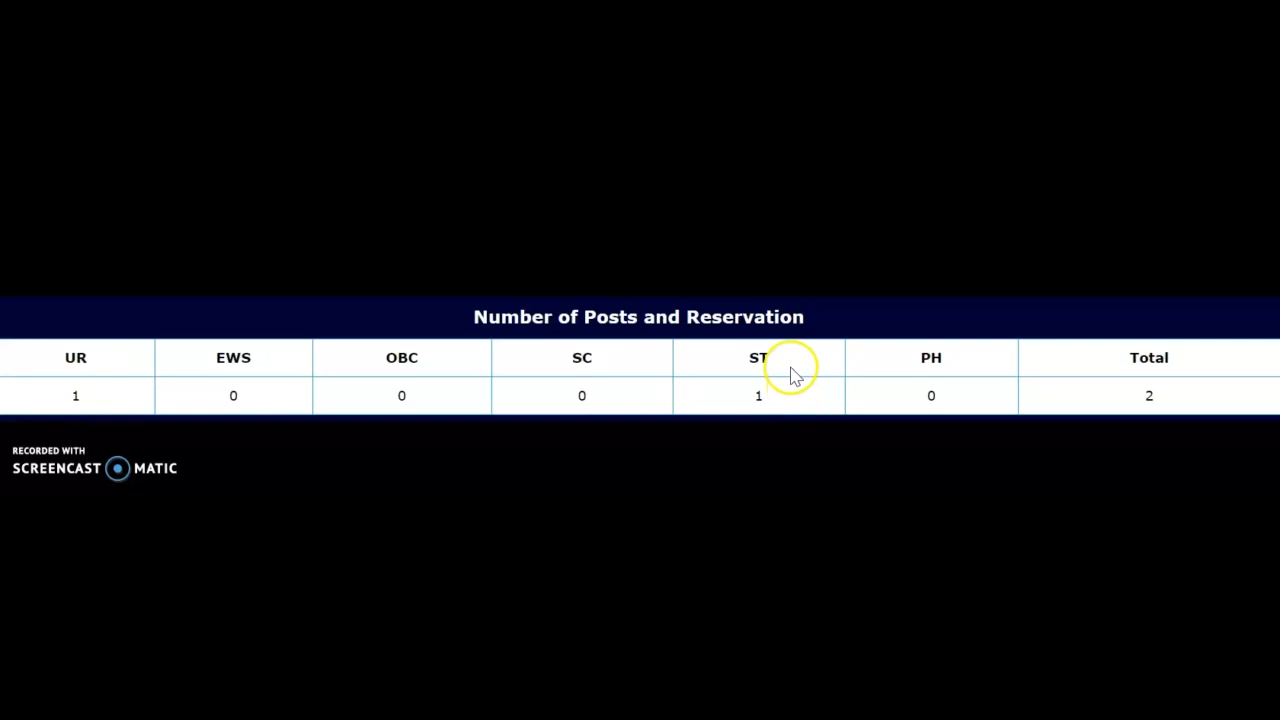 Number of Posts and Reservation
UR EWS OBC SC ST PH Total
1 0 0 0 1 0 2
RECORDED WITH
SCREENCAST MATIC